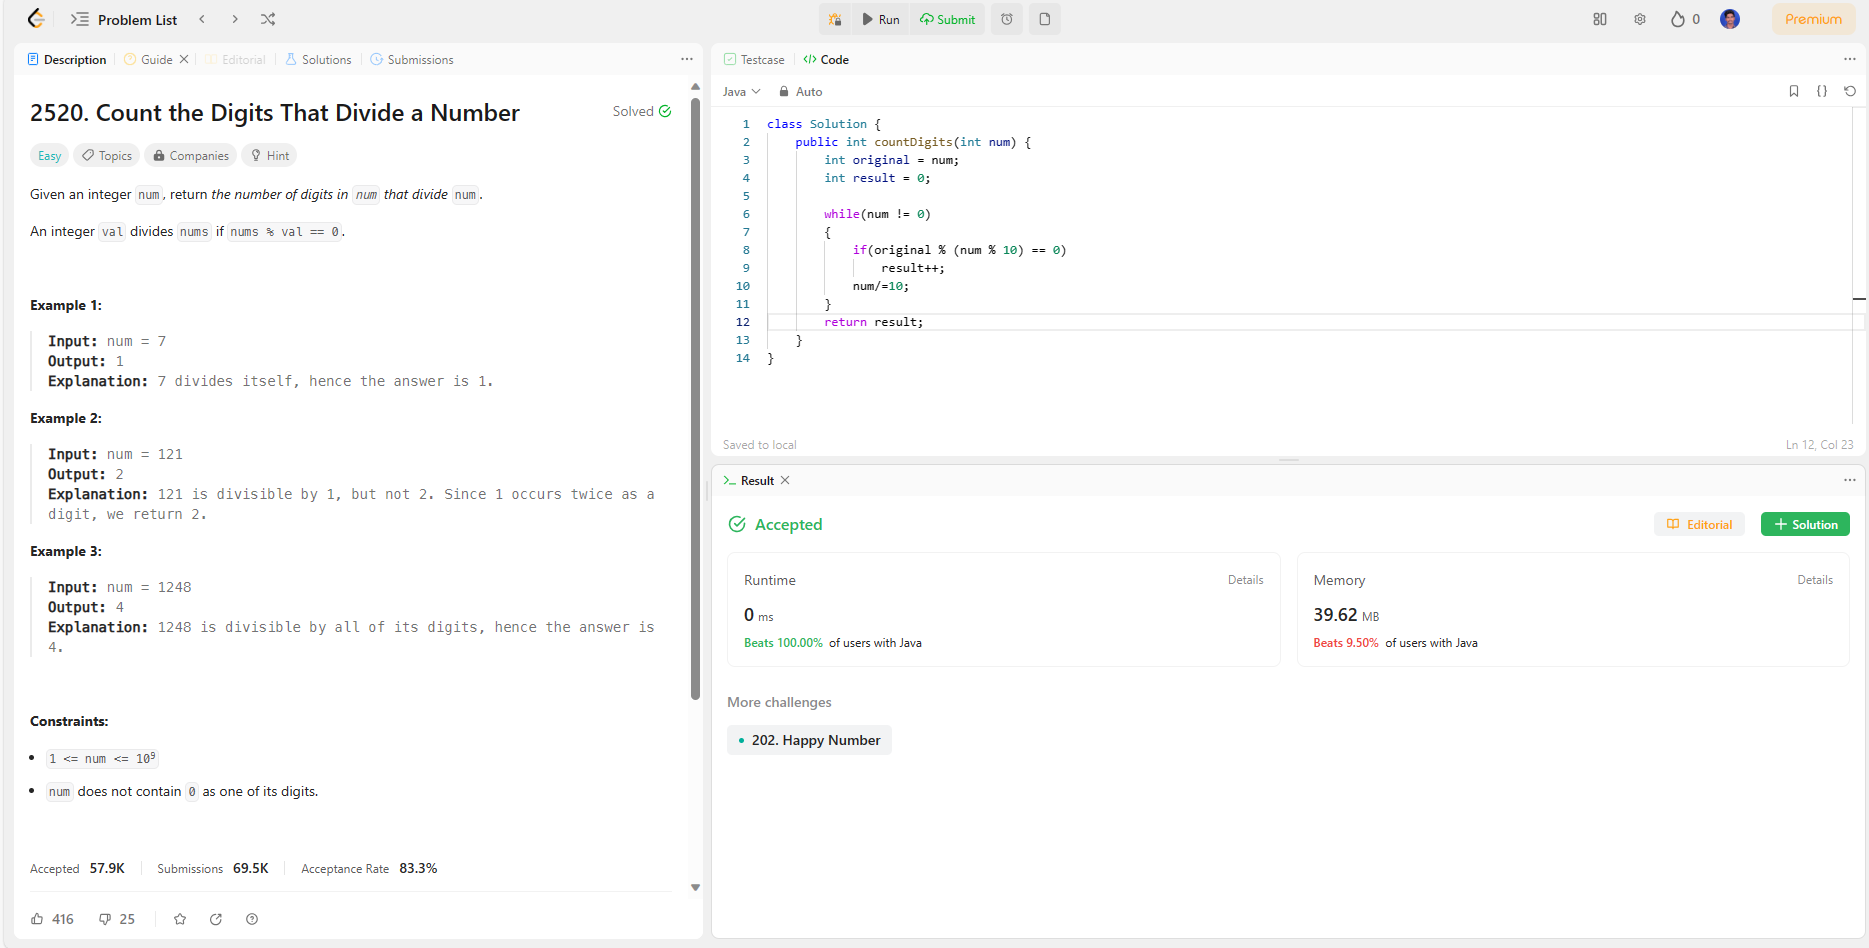 Problem List
Run
Submit
0
Premium
Description
Guide
Editorial
Solutions
Submissions
2520. Count the Digits That Divide a Number
Solved
Easy
Topics
Companies
Hint
Given an integer num, return the number of digits in num that divide num.
An integer val divides nums if nums % val == 0.
Example 1:
Input: num = 7
Output: 1
Explanation: 7 divides itself, hence the answer is 1.
Example 2:
Input: num = 121
Output: 2
Explanation: 121 is divisible by 1, but not 2. Since 1 occurs twice as a
digit, we return 2.
Example 3:
Input: num = 1248
Output: 4
Explanation: 1248 is divisible by all of its digits, hence the answer is
4.
Constraints:
• 1 <= num <= 10⁹
• num does not contain 0 as one of its digits.
Accepted 57.9K
Submissions 69.5K
Acceptance Rate 83.3%
416
25
Testcase
</> Code
Java
Auto
{}
1 class Solution {
2 public int countDigits(int num) {
3 int original = num;
4 int result = 0;
5
6 while(num != 0)
7 {
8 if(original % (num % 10) == 0)
9 result++;
10 num/=10;
11 }
12 return result;
13 }
14 }
Saved to local
Ln 12, Col 23
Result
Accepted
Editorial
+ Solution
Runtime
Details
0 ms
Beats 100.00% of users with Java
Memory
Details
39.62 MB
Beats 9.50% of users with Java
More challenges
• 202. Happy Number